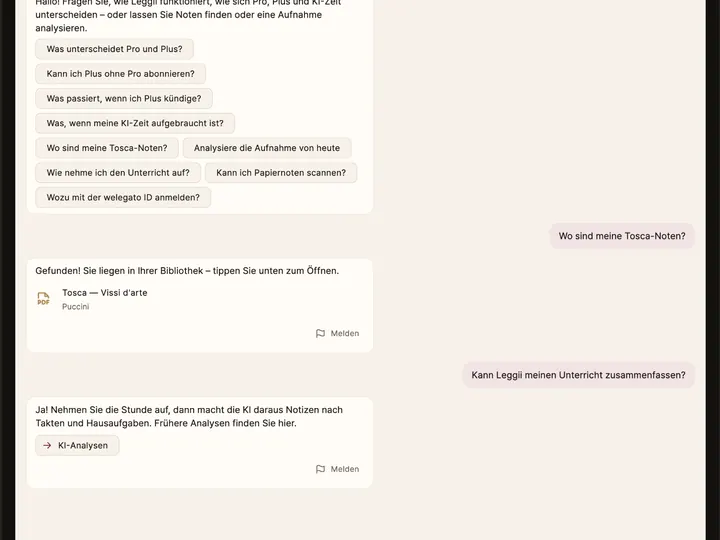 Hallo! Fragen Sie, wie Leggii funktioniert, wie sich Pro, Plus und KI-Zeit
unterscheiden – oder lassen Sie Noten finden oder eine Aufnahme
analysieren.
Was unterscheidet Pro und Plus?
Kann ich Plus ohne Pro abonnieren?
Was passiert, wenn ich Plus kündige?
Was, wenn meine KI-Zeit aufgebraucht ist?
Wo sind meine Tosca-Noten?
Analysiere die Aufnahme von heute
Wie nehme ich den Unterricht auf?
Kann ich Papiernoten scannen?
Wozu mit der welegato ID anmelden?
Wo sind meine Tosca-Noten?
Gefunden! Sie liegen in Ihrer Bibliothek – tippen Sie unten zum Öffnen.
PDF
Tosca — Vissi d'arte
Puccini
Melden
Kann Leggii meinen Unterricht zusammenfassen?
Ja! Nehmen Sie die Stunde auf, dann macht die KI daraus Notizen nach
Takten und Hausaufgaben. Frühere Analysen finden Sie hier.
KI-Analysen
Melden